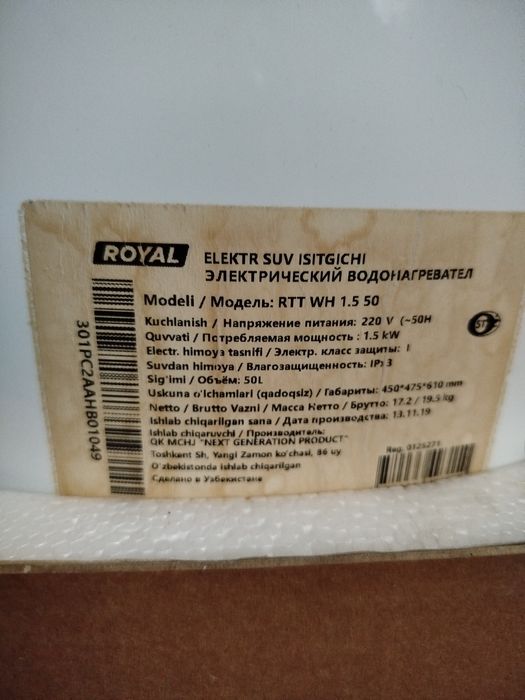 ROYAL
ELEKTR SUV ISITGICHI
ЭЛЕКТРИЧЕСКИЙ ВОДОНАГРЕВАТЕЛ
Modeli / Модель: RTT WH 1.5 50
Kuchlanish / Напряжение питания: 220 V (~50H
Quvvati / Потребляемая мощность : 1.5 kW
Electr. himoya tasnifi / Электр. класс защиты: I
Suvdan himoya / Влагозащищенность:
Sig'imi / Объём: 50L
Uskuna o'lchamlari (qadoqsiz) / Габариты: 450*475*610 mm
Netto / Brutto Vazni / Масса Нетто / Брутто: 17.2 / 19.5 kg
Ishlab chiqarilgan sana / Дата производства: 13.11.19
Ishlab chiqaruvchi / Производитель:
QK MCHJ "NEXT GENERATION PRODUCT"
Toshkent Sh, Yangi Zamon ko'chasi, 86 uy
O'zbekistonda ishlab chiqarilgan
Сделано в Узбекистане
301PC2AAHB01049
Reg. 0125271